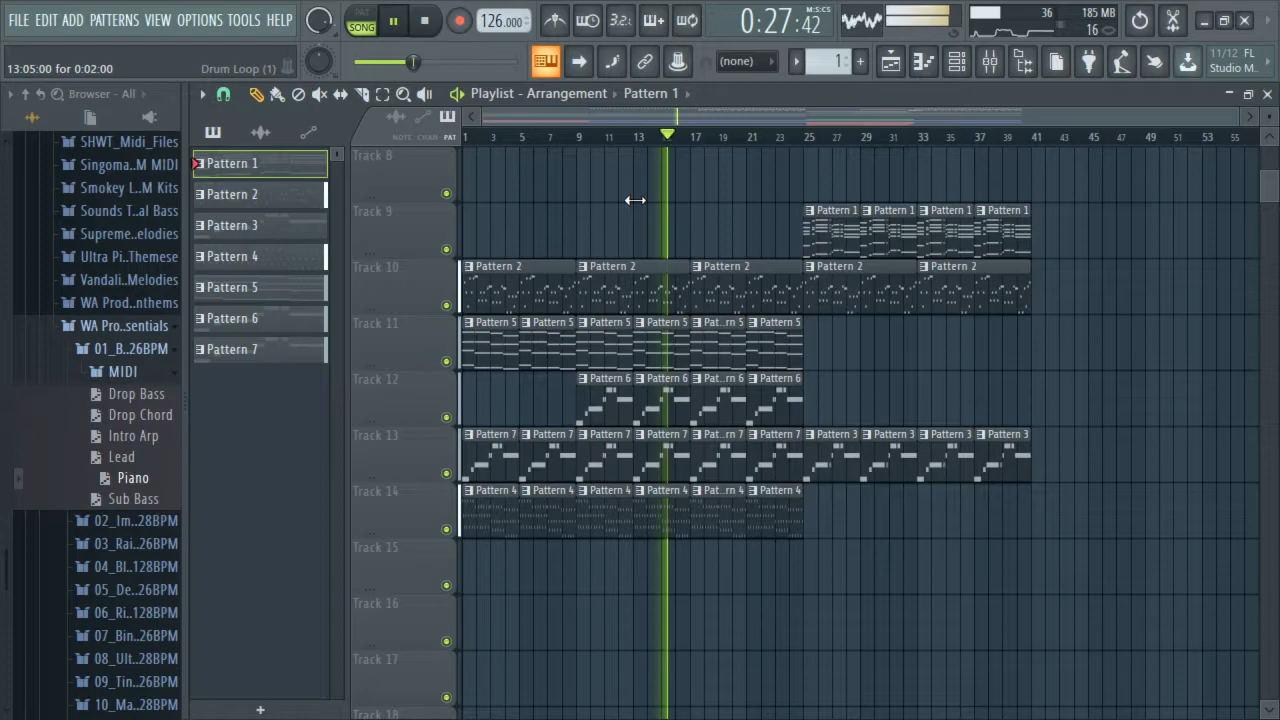 FILE EDIT ADD PATTERNS VIEW OPTIONS TOOLS HELP
PAT
SONG
126.000
3.2.
0:27:42
M:S:CS
36
185 MB
16
13:05:00 for 0:02:00
Drum Loop (1)
(none)
1
11/12 FL
Studio M...
Browser - All
Playlist - Arrangement
Pattern 1
NOTE CHAN PAT
1 5 9 13 17 21 25 29 33 37 41 43 45 47 49 51 53 55
3 7 11 19 23 27 31 35 39
SHWT_Midi_Files
Singoma..M MIDI
Smokey L..M Kits
Sounds T..al Bass
Supreme..elodies
Ultra Pi..Themese
Vandali..Melodies
WA Prod..nthems
WA Pro..sentials
01_B..26BPM
MIDI
Drop Bass
Drop Chord
Intro Arp
Lead
Piano
Sub Bass
02_Im..28BPM
03_Rai..26BPM
04_Bl..128BPM
05_De..26BPM
06_Ri..128BPM
07_Bin..26BPM
08_Ult..26BPM
09_Tin..26BPM
10_Ma..28BPM
Pattern 1
Pattern 2
Pattern 3
Pattern 4
Pattern 5
Pattern 6
Pattern 7
+
Track 8
Track 9
Pattern 1 Pattern 1 Pattern 1 Pattern 1
Track 10
Pattern 2 Pattern 2 Pattern 2 Pattern 2 Pattern 2
Track 11
Pattern 5 Pattern 5 Pattern 5 Pattern 5 Pat..rn 5 Pattern 5
Track 12
Pattern 6 Pattern 6 Pat..rn 6 Pattern 6
Track 13
Pattern 7 Pattern 7 Pattern 7 Pattern 7 Pat..rn 7 Pattern 7 Pattern 3 Pattern 3 Pattern 3 Pattern 3
Track 14
Pattern 4 Pattern 4 Pattern 4 Pattern 4 Pat..rn 4 Pattern 4
Track 15
Track 16
Track 17
Track 18